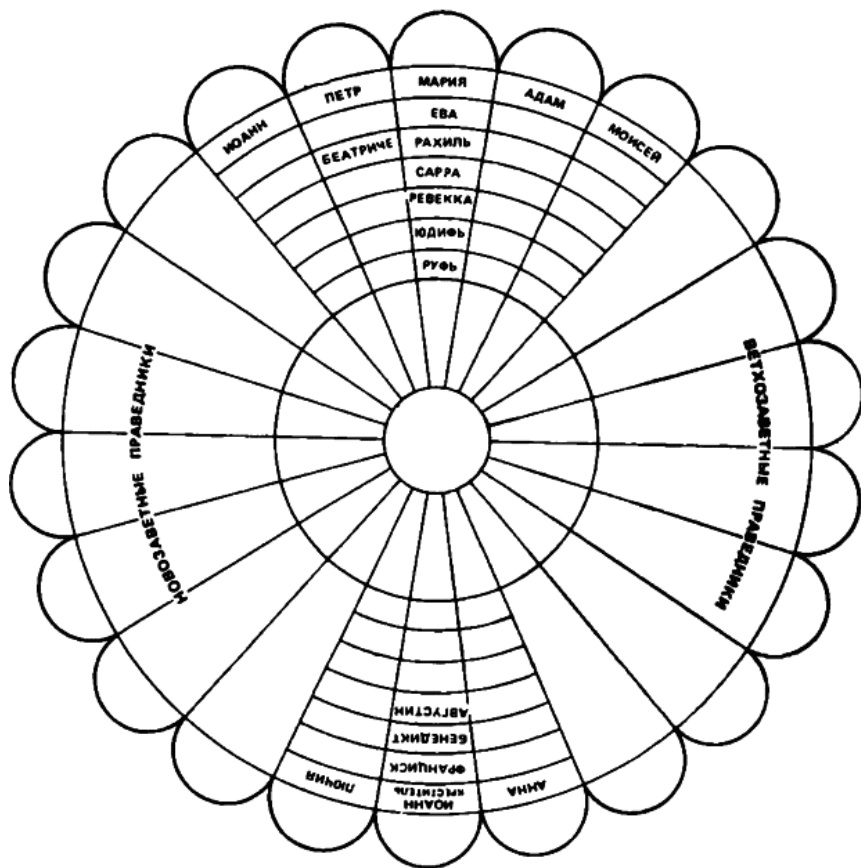 ИОАНН
ПЕТР
МАРИЯ
АДАМ
МОИСЕЙ
ЕВА
БЕАТРИЧЕ
РАХИЛЬ
САРРА
РЕВЕККА
ЮДИФЬ
РУФЬ
НОВОЗАВЕТНЫЕ ПРАВЕДНИКИ
ВЕТХОЗАВЕТНЫЕ ПРАВЕДНИКИ
АВГУСТИН
БЕНЕДИКТ
ФРАНЦИСК
ЛЮЧИЯ
ИОАНН
КРЕСТИТЕЛЬ
АННА